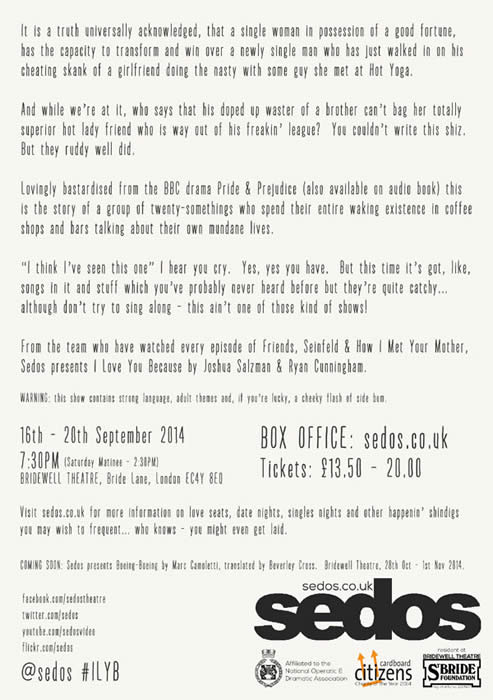 It is a truth universally acknowledged, that a single woman in possession of a good fortune,
has the capacity to transform and win over a newly single man who has just walked in on his
cheating skank of a girlfriend doing the nasty with some guy she met at Hot Yoga.
And while we're at it, who says that his doped up waster of a brother can't bag her totally
superior hot lady friend who is way out of his freakin' league? You couldn't write this shiz.
But they ruddy well did.
Lovingly bastardised from the BBC drama Pride & Prejudice (also available on audio book) this
is the story of a group of twenty-somethings who spend their entire waking existence in coffee
shops and bars talking about their own mundane lives.
"I think I've seen this one" I hear you cry. Yes, yes you have. But this time it's got, like,
songs in it and stuff which you've probably never heard before but they're quite catchy...
although don't try to sing along - this ain't one of those kind of shows!
From the team who have watched every episode of Friends, Seinfeld & How I Met Your Mother,
Sedos presents I Love You Because by Joshua Salzman & Ryan Cunningham.
WARNING: this show contains strong language, adult themes and, if you're lucky, a cheeky flash of side bum.
16th - 20th September 2014
7:30PM (Saturday Matinee - 2:30PM)
BRIDEWELL THEATRE, Bride Lane, London EC4Y 8EQ
BOX OFFICE: sedos.co.uk
Tickets: £13.50 - 20.00
Visit sedos.co.uk for more information on love seats, date nights, singles nights and other happenin' shindigs
you may wish to frequent... who knows - you might even get laid.
COMING SOON: Sedos presents Boeing-Boeing by Marc Camoletti, translated by Beverley Cross. Bridewell Theatre, 28th Oct - 1st Nov 2014.
facebook.com/sedostheatre
twitter.com/sedos
youtube.com/sedosvideo
flickr.com/sedos
@sedos #ILYB
sedos.co.uk
sedos
Affiliated to the
National Operatic &
Dramatic Association
cardboard
citizens
of the Year 2014
resident at
BRIDEWELL THEATRE
St BRIDE
FOUNDATION